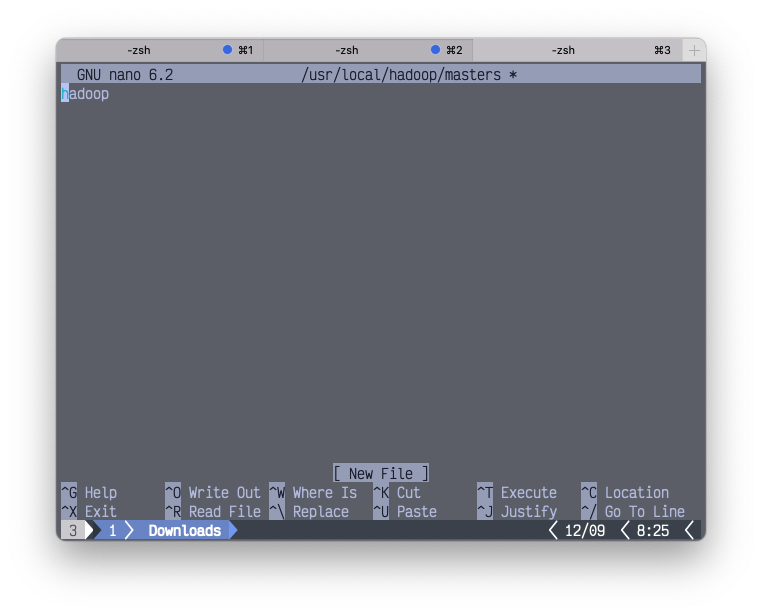 -zsh ⌘1 -zsh ⌘2 -zsh ⌘3 +
GNU nano 6.2 /usr/local/hadoop/masters *
hadoop
[ New File ]
^G Help ^O Write Out ^W Where Is ^K Cut ^T Execute ^C Location
^X Exit ^R Read File ^\ Replace ^U Paste ^J Justify ^/ Go To Line
3 1 Downloads 12/09 8:25